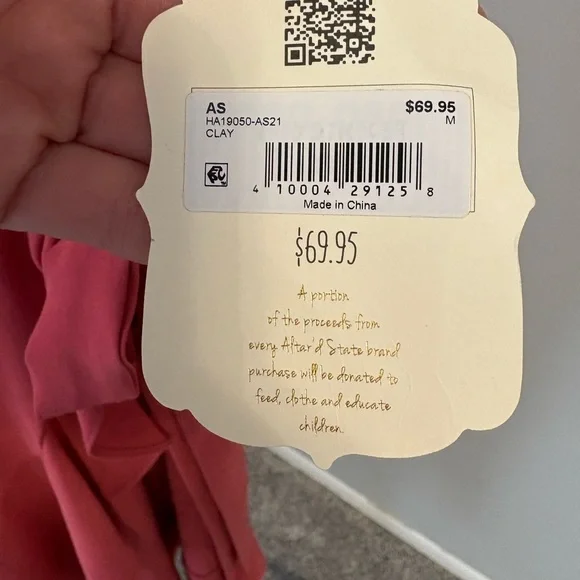 AS $69.95
HA19050-AS21 M
CLAY
4 10004 29125 8
Made in China
$69.95
A portion
of the proceeds from
every Altar'd State brand
purchase will be donated to
feed, clothe and educate
children.